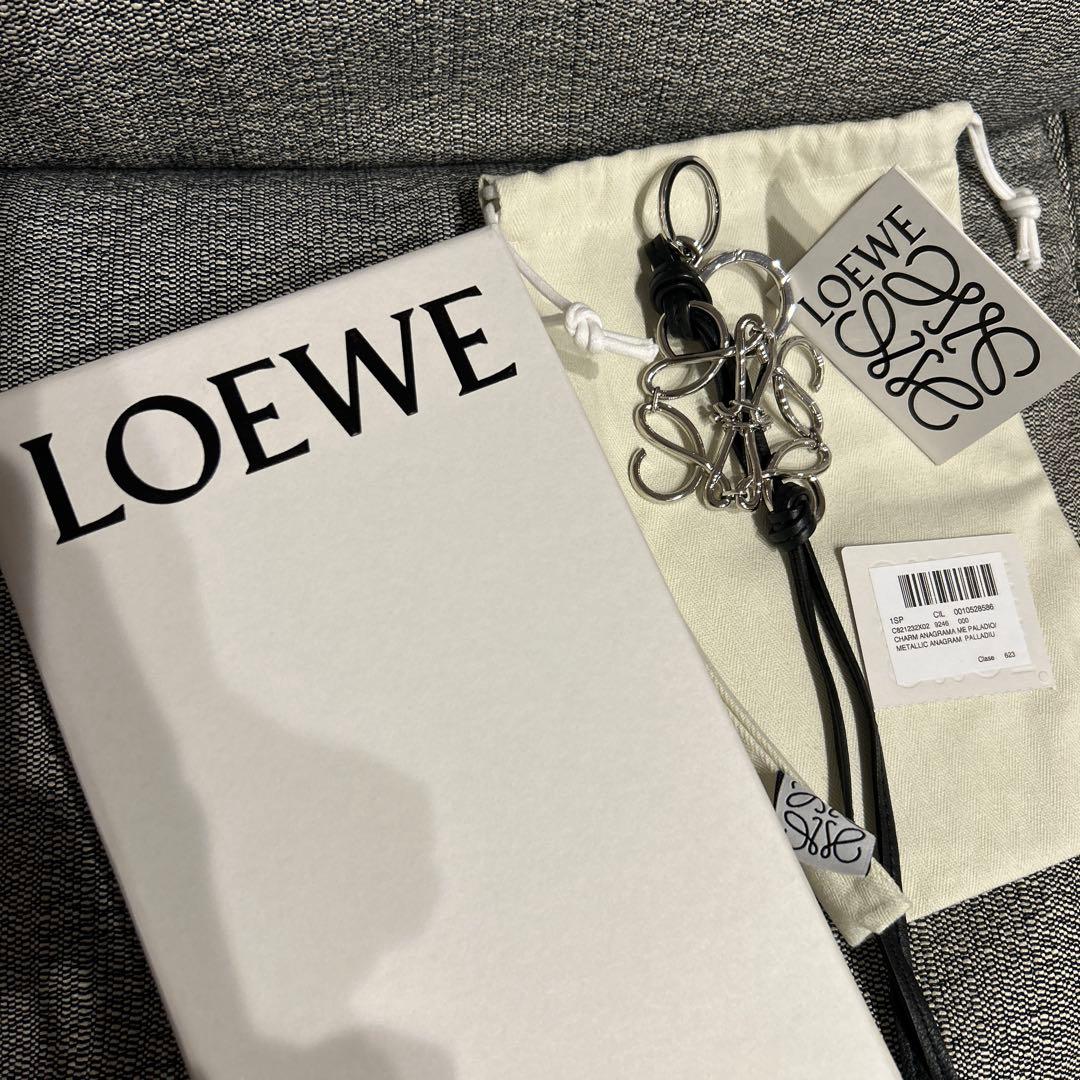 LOEWE
LOEWE
1SP CIL 0010528586
C821232X02 9246 000
CHARM ANAGRAMA ME PALADIO/
METALLIC ANAGRAM PALLADIU
Clase 623